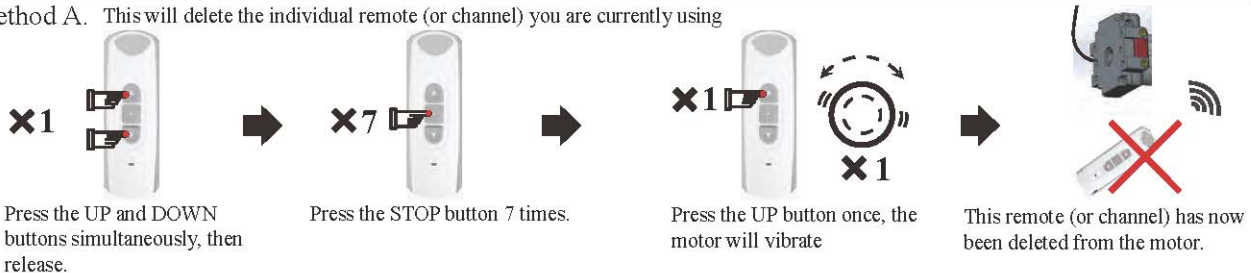 ethod A. This will delete the individual remote (or channel) you are currently using
×1
×7
×1
×1
Press the UP and DOWN
buttons simultaneously, then
release.
Press the STOP button 7 times.
Press the UP button once, the
motor will vibrate
This remote (or channel) has now
been deleted from the motor.